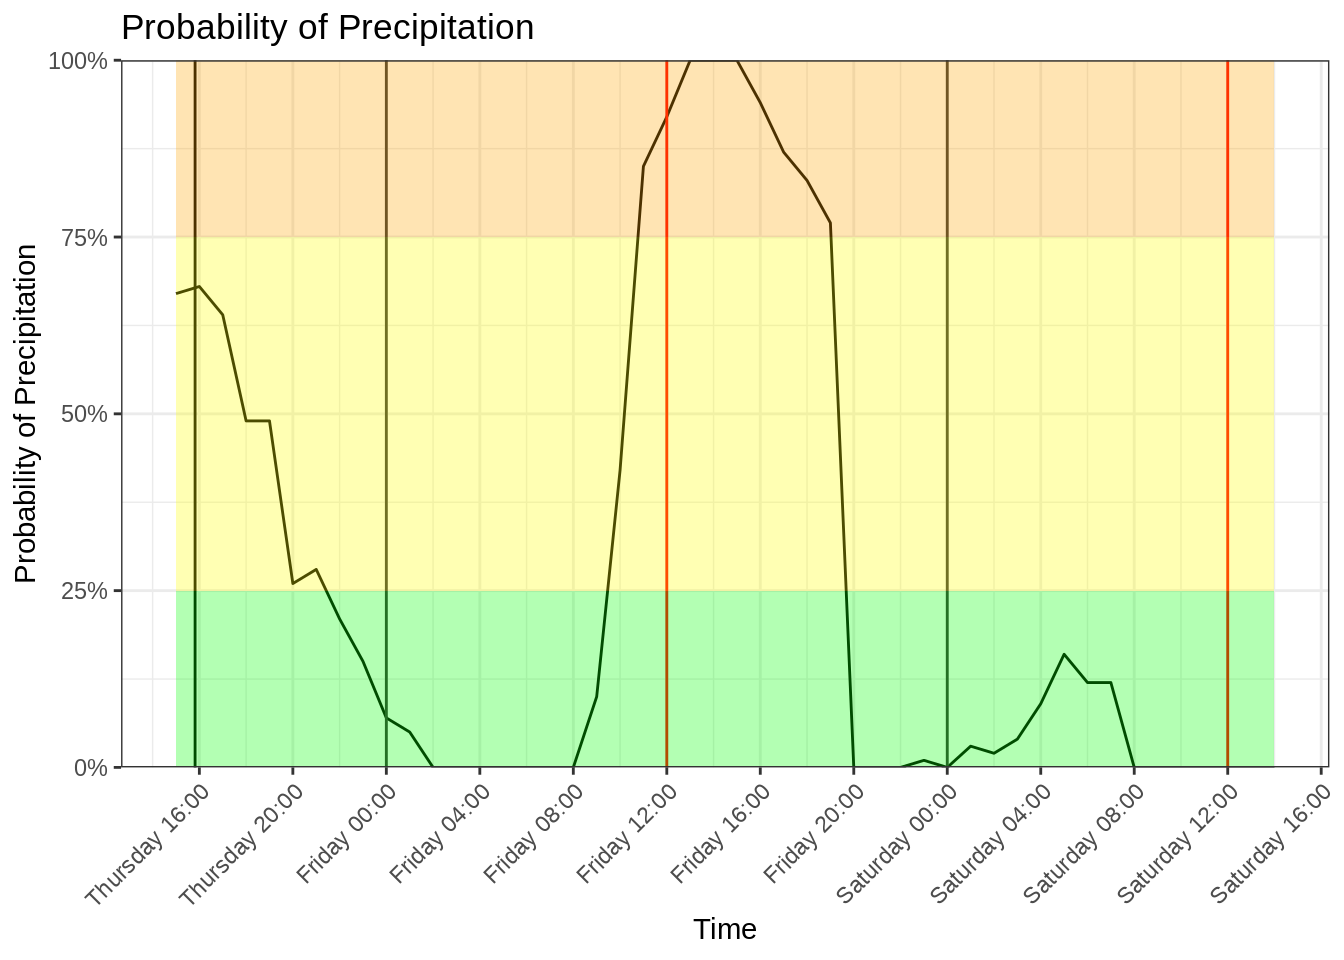 Probability of Precipitation
Probability of Precipitation
100%
75%
50%
25%
0%
Thursday 16:00
Thursday 20:00
Friday 00:00
Friday 04:00
Friday 08:00
Friday 12:00
Friday 16:00
Friday 20:00
Saturday 00:00
Saturday 04:00
Saturday 08:00
Saturday 12:00
Saturday 16:00
Time